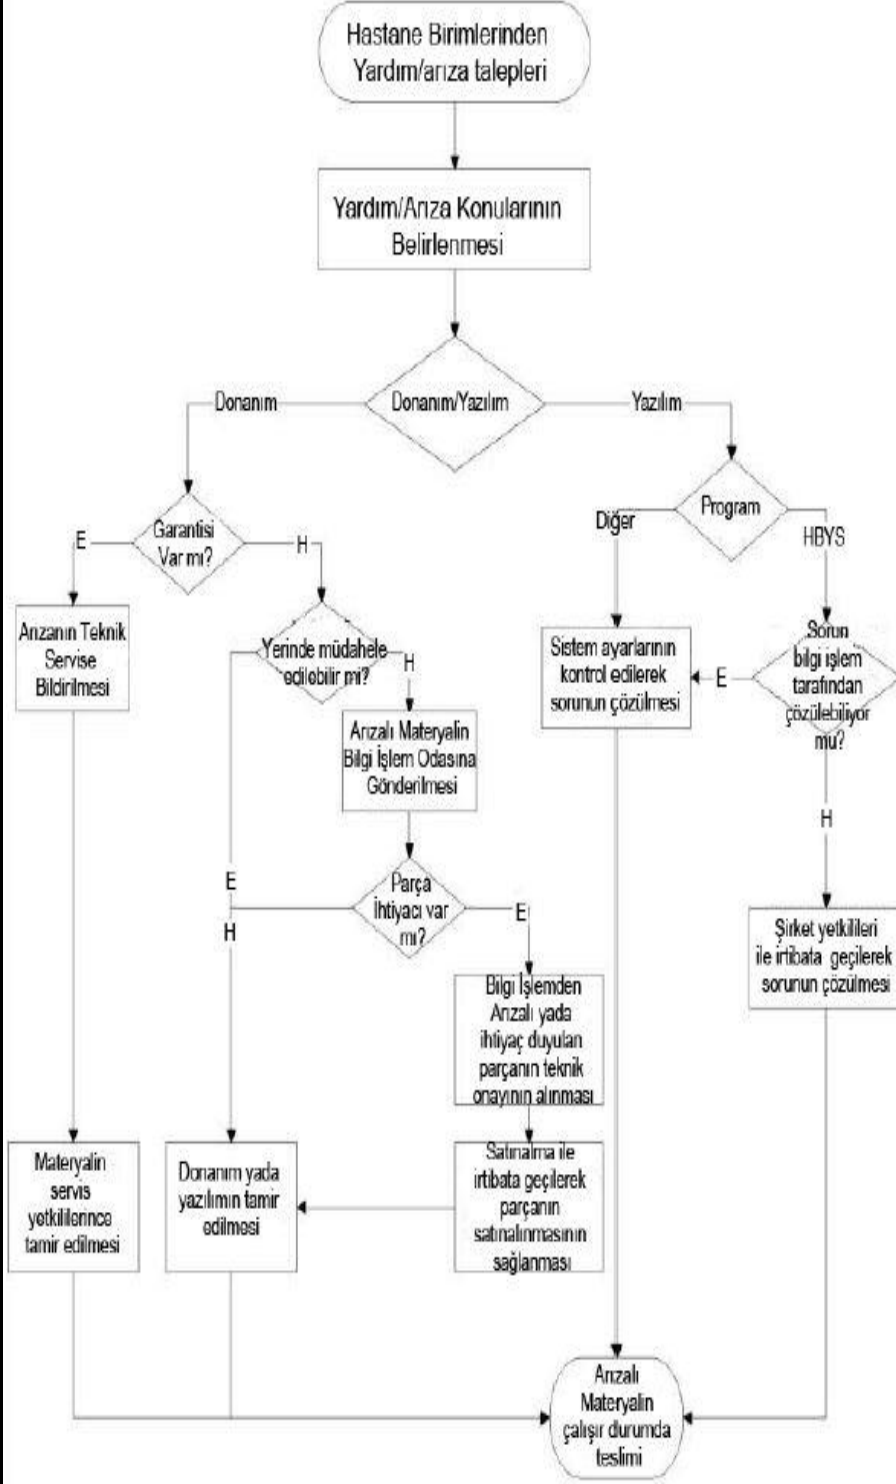 Hastane Birimlerinden
Yardım/arıza talepleri
Yardım/Arıza Konularının
Belirlenmesi
Donanım
Donanım/Yazılım
Yazılım
Garantisi
Var mı?
E
H
Program
Diğer
HBYS
Arızanın Teknik
Servise
Bildirilmesi
Yerinde müdahele
edilebilir mi?
H
Sistem ayarlarının
kontrol edilerek
sorunun çözülmesi
E
Sorun
bilgi işlem
tarafından
çözülebiliyor
mu?
Arızalı Materyalin
Bilgi İşlem Odasına
Gönderilmesi
H
E
Parça
İhtiyacı var
mı?
E
H
Şirket yetkilileri
ile irtibata geçilerek
sorunun çözülmesi
Bilgi İşlemden
Arızalı yada
ihtiyaç duyulan
parçanın teknik
onayının alınması
Materyalin
servis
yetkililerince
tamir edilmesi
Donanım yada
yazılımın tamir
edilmesi
Satınalma ile
irtibata geçilerek
parçanın
satınalınmasının
sağlanması
Arızalı
Materyalin
çalışır durumda
teslimi